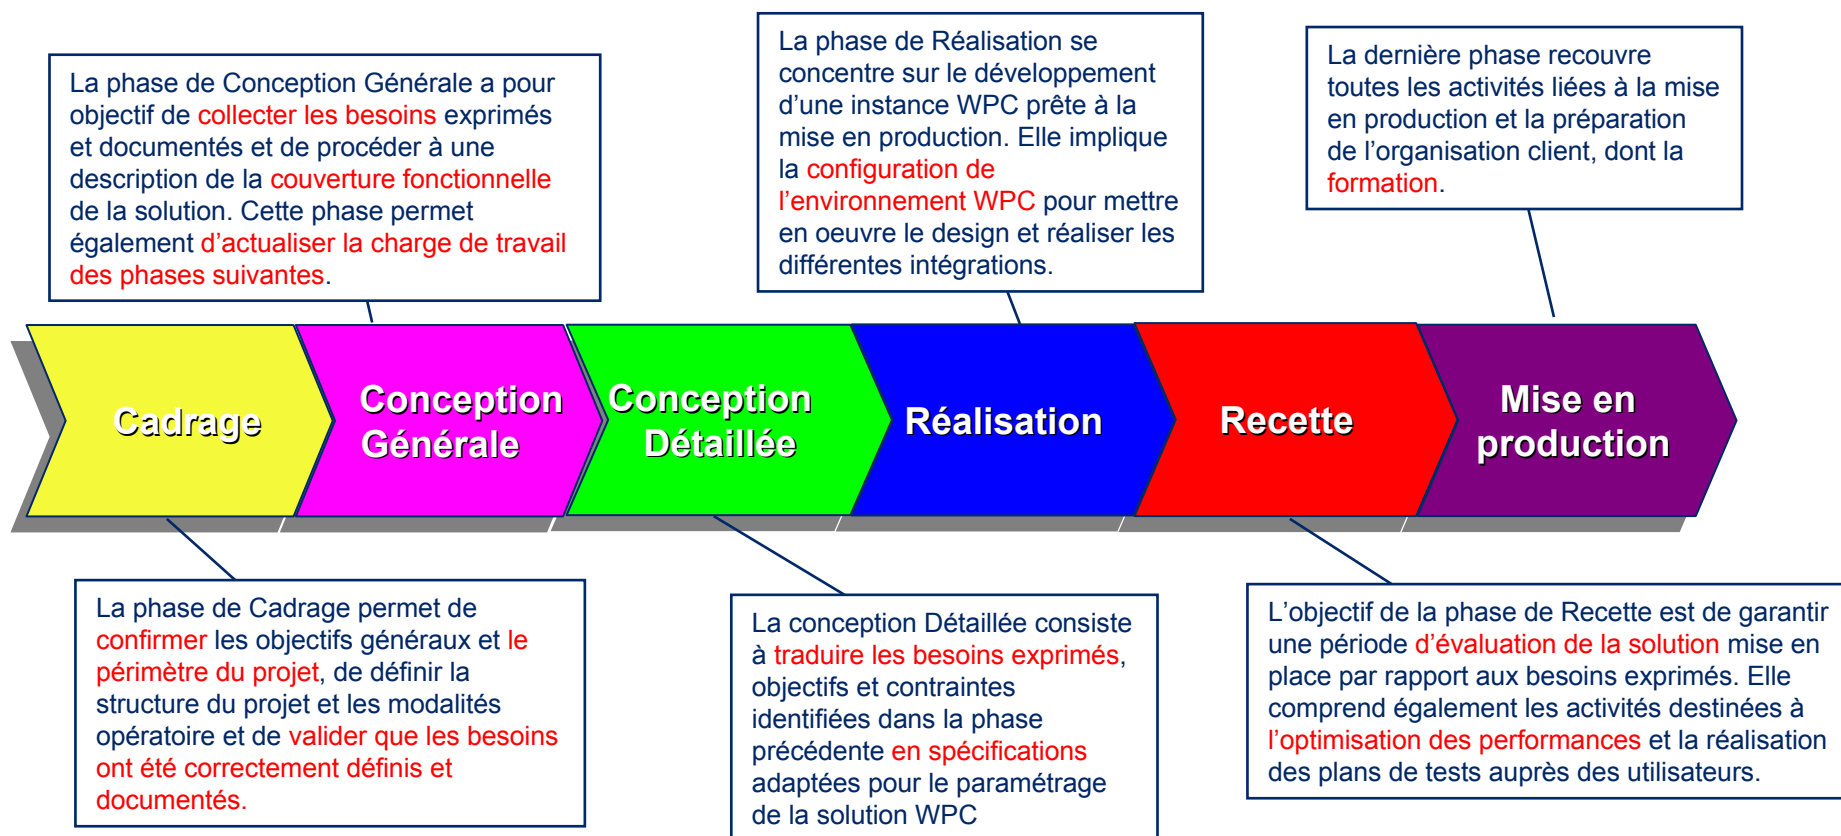 La phase de Conception Générale a pour
objectif de collecter les besoins exprimés
et documentés et de procéder à une
description de la couverture fonctionnelle
de la solution. Cette phase permet
également d’actualiser la charge de travail
des phases suivantes.
La phase de Réalisation se
concentre sur le développement
d’une instance WPC prête à la
mise en production. Elle implique
la configuration de
l’environnement WPC pour mettre
en oeuvre le design et réaliser les
différentes intégrations.
La dernière phase recouvre
toutes les activités liées à la mise
en production et la préparation
de l’organisation client, dont la
formation.
Cadrage
Conception
Générale
Conception
Détaillée
Réalisation
Recette
Mise en
production
La phase de Cadrage permet de
confirmer les objectifs généraux et le
périmètre du projet, de définir la
structure du projet et les modalités
opératoire et de valider que les besoins
ont été correctement définis et
documentés.
La conception Détaillée consiste
à traduire les besoins exprimés,
objectifs et contraintes
identifiées dans la phase
précédente en spécifications
adaptées pour le paramétrage
de la solution WPC
L’objectif de la phase de Recette est de garantir
une période d’évaluation de la solution mise en
place par rapport aux besoins exprimés. Elle
comprend également les activités destinées à
l’optimisation des performances et la réalisation
des plans de tests auprès des utilisateurs.